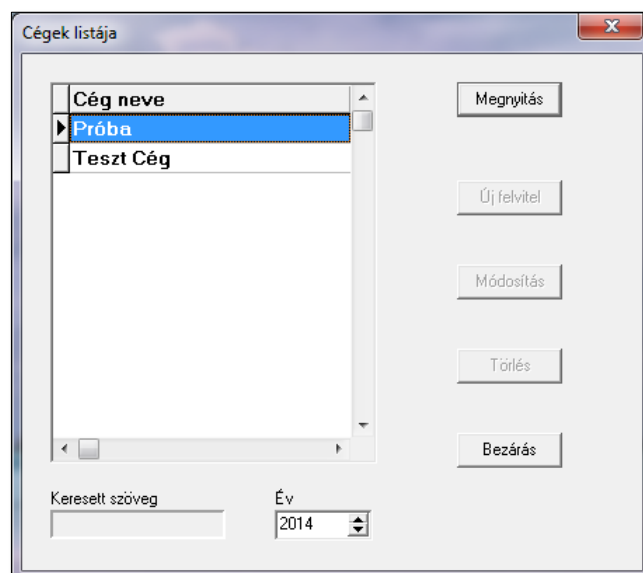 Cégek listája
Cég neve
Próba
Teszt Cég
Megnyitás
Új felvitel
Módosítás
Törlés
Bezárás
Keresett szöveg
Év
2014